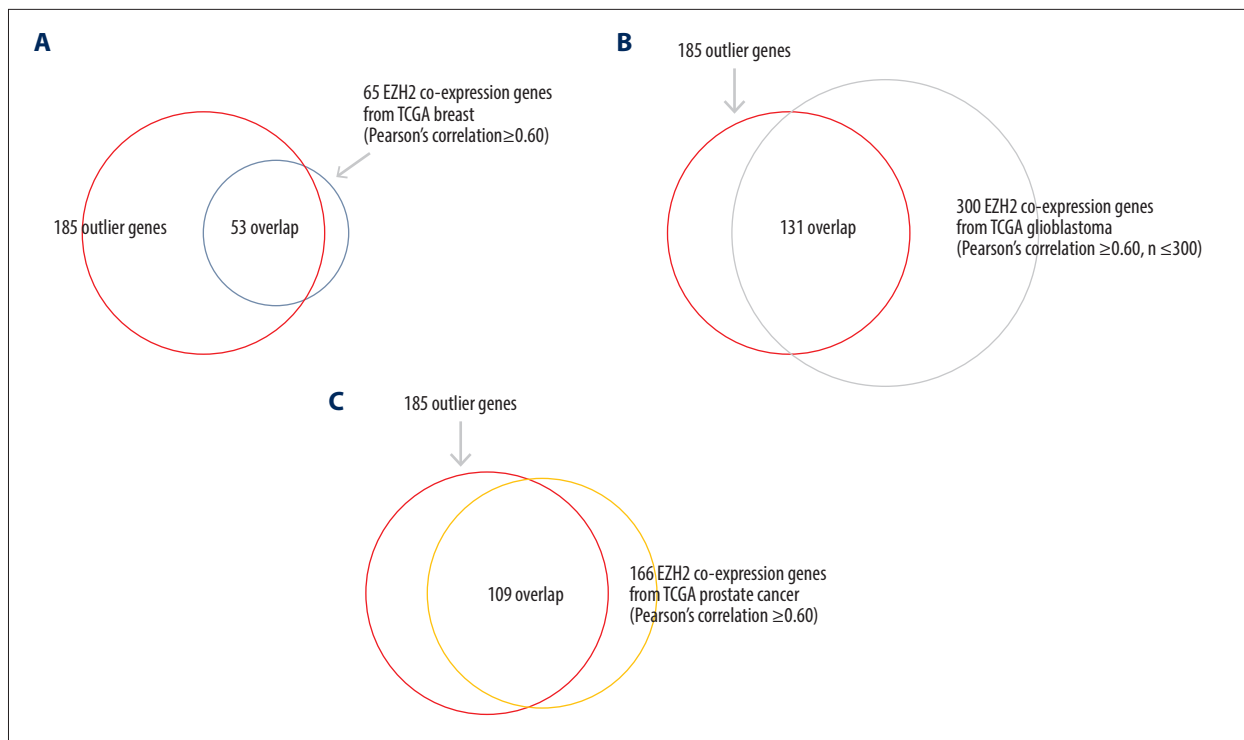 A
65 EZH2 co-expression genes
from TCGA breast
(Pearson's correlation≥0.60)
185 outlier genes
53 overlap
B
185 outlier genes
131 overlap
300 EZH2 co-expression genes
from TCGA glioblastoma
(Pearson's correlation ≥0.60, n ≤300)
C
185 outlier genes
109 overlap
166 EZH2 co-expression genes
from TCGA prostate cancer
(Pearson's correlation ≥0.60)